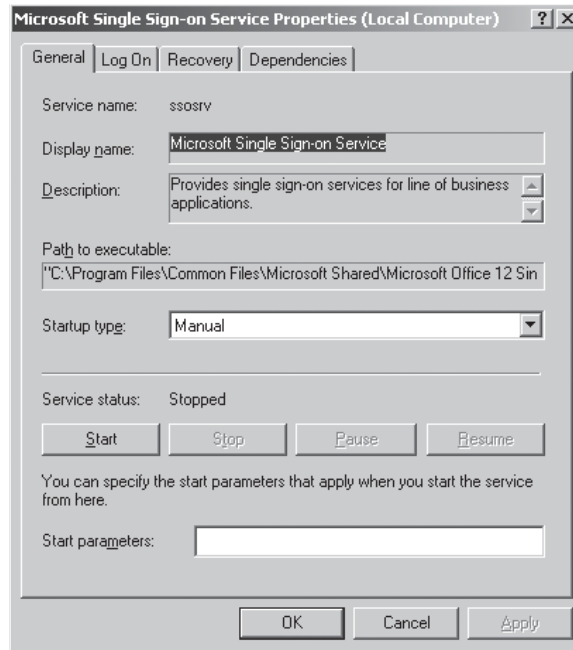 Microsoft Single Sign-on Service Properties (Local Computer)
General Log On Recovery Dependencies
Service name: ssosrv
Display name: Microsoft Single Sign-on Service
Description: Provides single sign-on services for line of business
applications.
Path to executable:
"C:\Program Files\Common Files\Microsoft Shared\Microsoft Office 12 Sin
Startup type: Manual
Service status: Stopped
Start Stop Pause Resume
You can specify the start parameters that apply when you start the service
from here.
Start parameters:
OK Cancel Apply